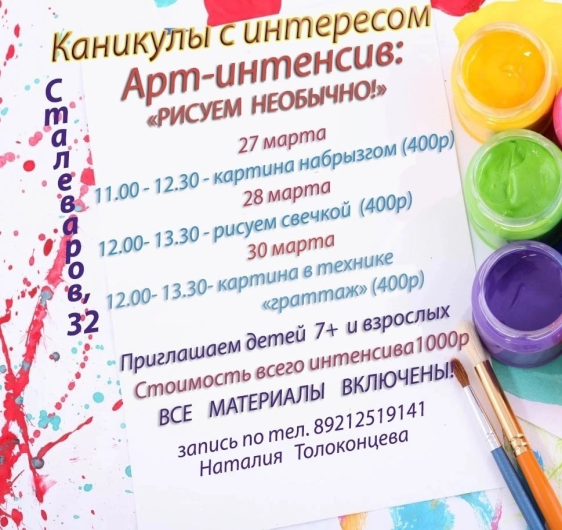 Каникулы с интересом
Арт-интенсив:
«РИСУЕМ НЕОБЫЧНО!»
Сталеваров, 32
27 марта
11.00 - 12.30 - картина набрызгом (400р)
28 марта
12.00- 13.30 - рисуем свечкой (400р)
30 марта
12.00- 13.30- картина в технике
«граттаж» (400р)
Приглашаем детей 7+ и взрослых
Стоимость всего интенсива1000р
ВСЕ МАТЕРИАЛЫ ВКЛЮЧЕНЫ!
запись по тел. 89212519141
Наталия Толоконцева